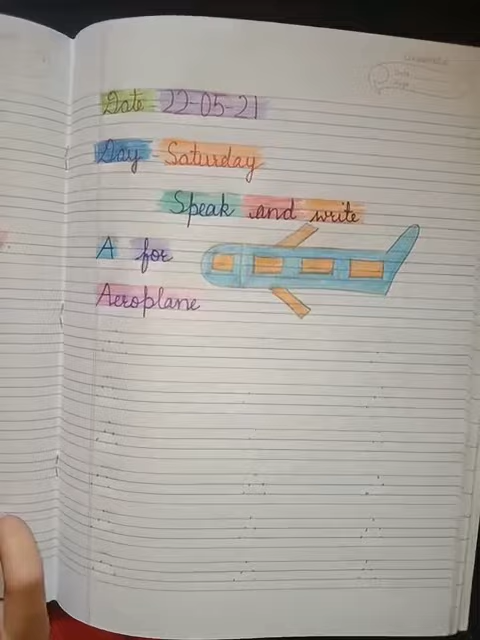 Date - 22-05-21
Day - Saturday
Speak and write
A for
Aeroplane